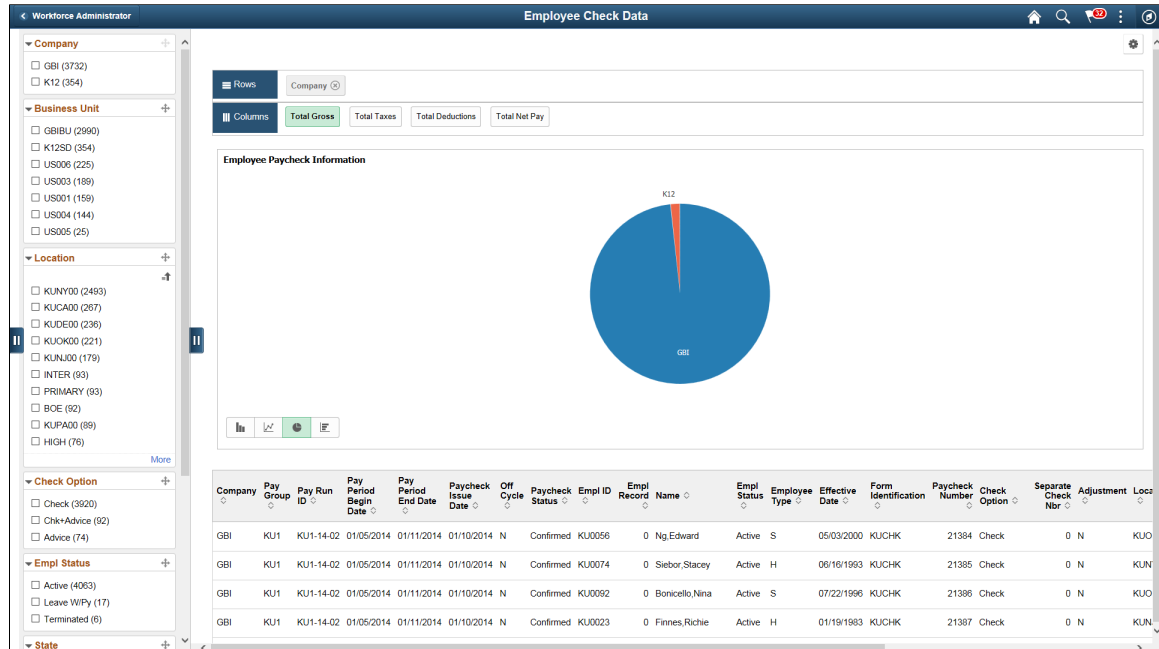 Workforce Administrator
Employee Check Data
32
Company
GBI (3732)
K12 (354)
Business Unit
GBIBU (2990)
K12SD (354)
US006 (225)
US003 (189)
US001 (159)
US004 (144)
US005 (25)
Location
KUNY00 (2493)
KUCA00 (267)
KUDE00 (236)
KUOK00 (221)
KUNJ00 (179)
INTER (93)
PRIMARY (93)
BOE (92)
KUPA00 (89)
HIGH (76)
More
Check Option
Check (3920)
Chk+Advice (92)
Advice (74)
Empl Status
Active (4063)
Leave W/Py (17)
Terminated (6)
State
Rows Company
Columns Total Gross Total Taxes Total Deductions Total Net Pay
Employee Paycheck Information
K12
GBI
Company Pay Group Pay Run ID Pay Period Begin Date Pay Period End Date Paycheck Issue Date Off Cycle Paycheck Status Empl ID Empl Record Name Empl Status Employee Type Effective Date Form Identification Paycheck Number Check Option Separate Check Nbr Adjustment Loca
GBI KU1 KU1-14-02 01/05/2014 01/11/2014 01/10/2014 N Confirmed KU0056 0 Ng,Edward Active S 05/03/2000 KUCHK 21384 Check 0 N KUO
GBI KU1 KU1-14-02 01/05/2014 01/11/2014 01/10/2014 N Confirmed KU0074 0 Siebor,Stacey Active H 06/16/1993 KUCHK 21385 Check 0 N KUN
GBI KU1 KU1-14-02 01/05/2014 01/11/2014 01/10/2014 N Confirmed KU0092 0 Bonicello,Nina Active S 07/22/1996 KUCHK 21386 Check 0 N KUO
GBI KU1 KU1-14-02 01/05/2014 01/11/2014 01/10/2014 N Confirmed KU0023 0 Finnes,Richie Active H 01/19/1983 KUCHK 21387 Check 0 N KUN